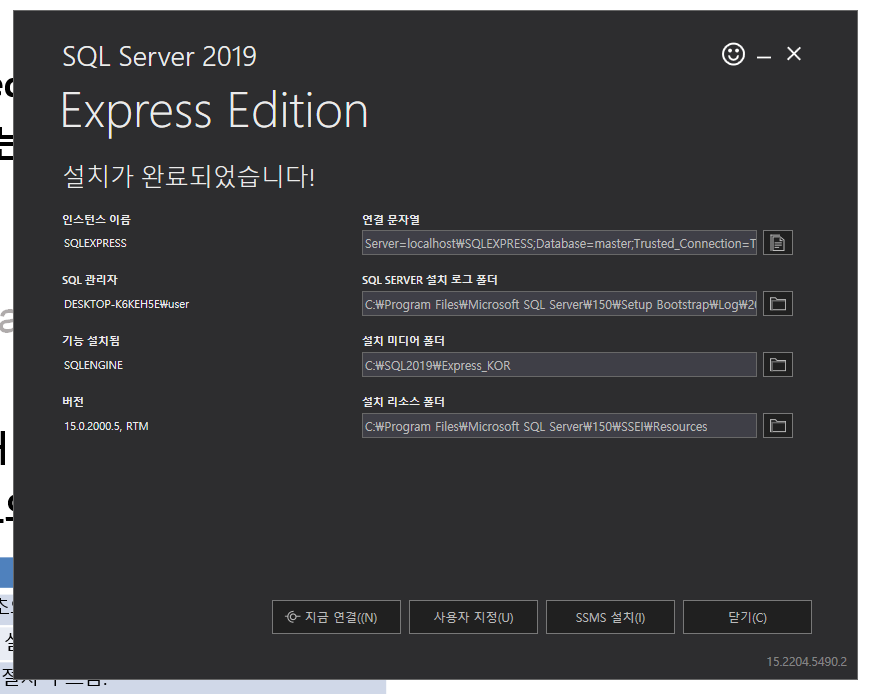 SQL Server 2019
Express Edition
설치가 완료되었습니다!
인스턴스 이름
SQLEXPRESS
연결 문자열
Server=localhost₩SQLEXPRESS;Database=master;Trusted_Connection=T
SQL 관리자
DESKTOP-K6KEH5E₩user
SQL SERVER 설치 로그 폴더
C:₩Program Files₩Microsoft SQL Server₩150₩Setup Bootstrap₩Log₩20
기능 설치됨
SQLENGINE
설치 미디어 폴더
C:₩SQL2019₩Express_KOR
버전
15.0.2000.5, RTM
설치 리소스 폴더
C:₩Program Files₩Microsoft SQL Server₩150₩SSEI₩Resources
지금 연결((N)
사용자 지정(U)
SSMS 설치(I)
닫기(C)
15.2204.5490.2